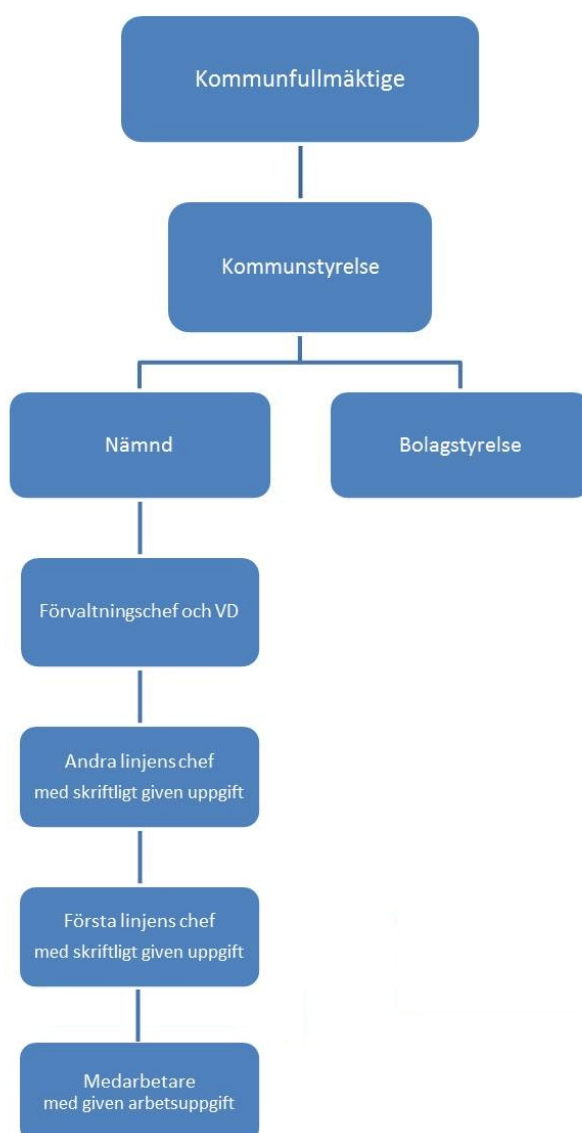 Kommunfullmäktige
Kommunstyrelse
Nämnd
Bolagstyrelse
Förvaltningschef och VD
Andra linjens chef
med skriftligt given uppgift
Första linjens chef
med skriftligt given uppgift
Medarbetare
med given arbetsuppgift